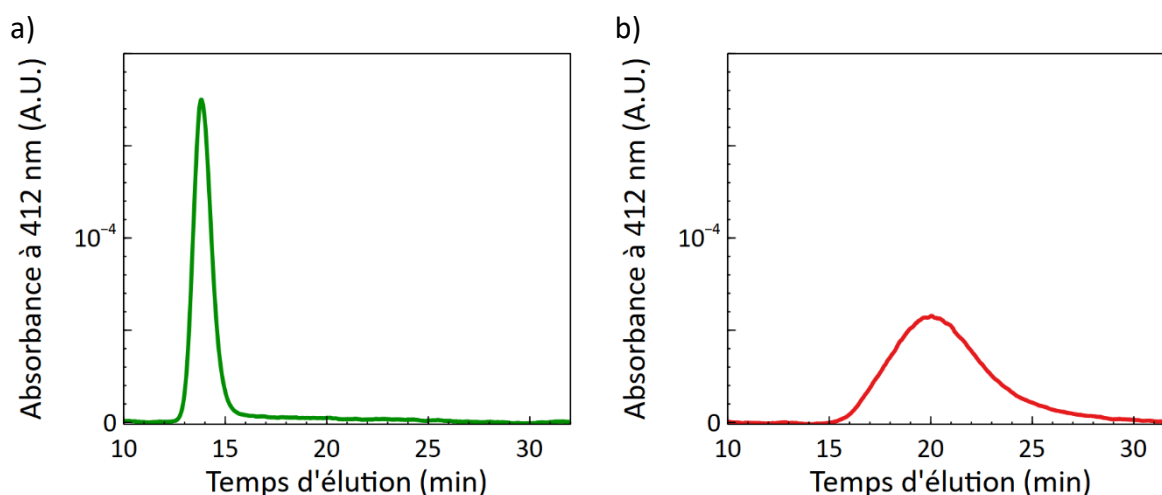 a)
Absorbance à 412 nm (A.U.)
10⁻⁴
0
10 15 20 25 30
Temps d'élution (min)
b)
Absorbance à 412 nm (A.U.)
10⁻⁴
0
10 15 20 25 30
Temps d'élution (min)